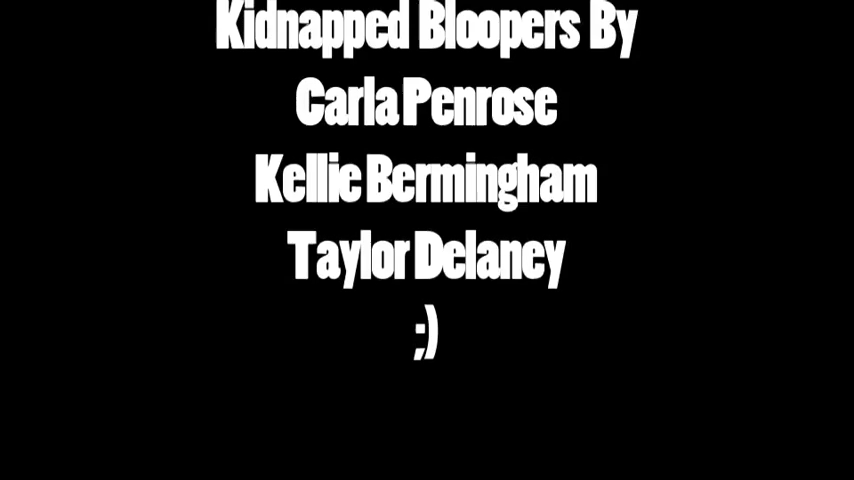 Kidnapped Bloopers By
Carla Penrose
Kellie Bermingham
Taylor Delaney
;)